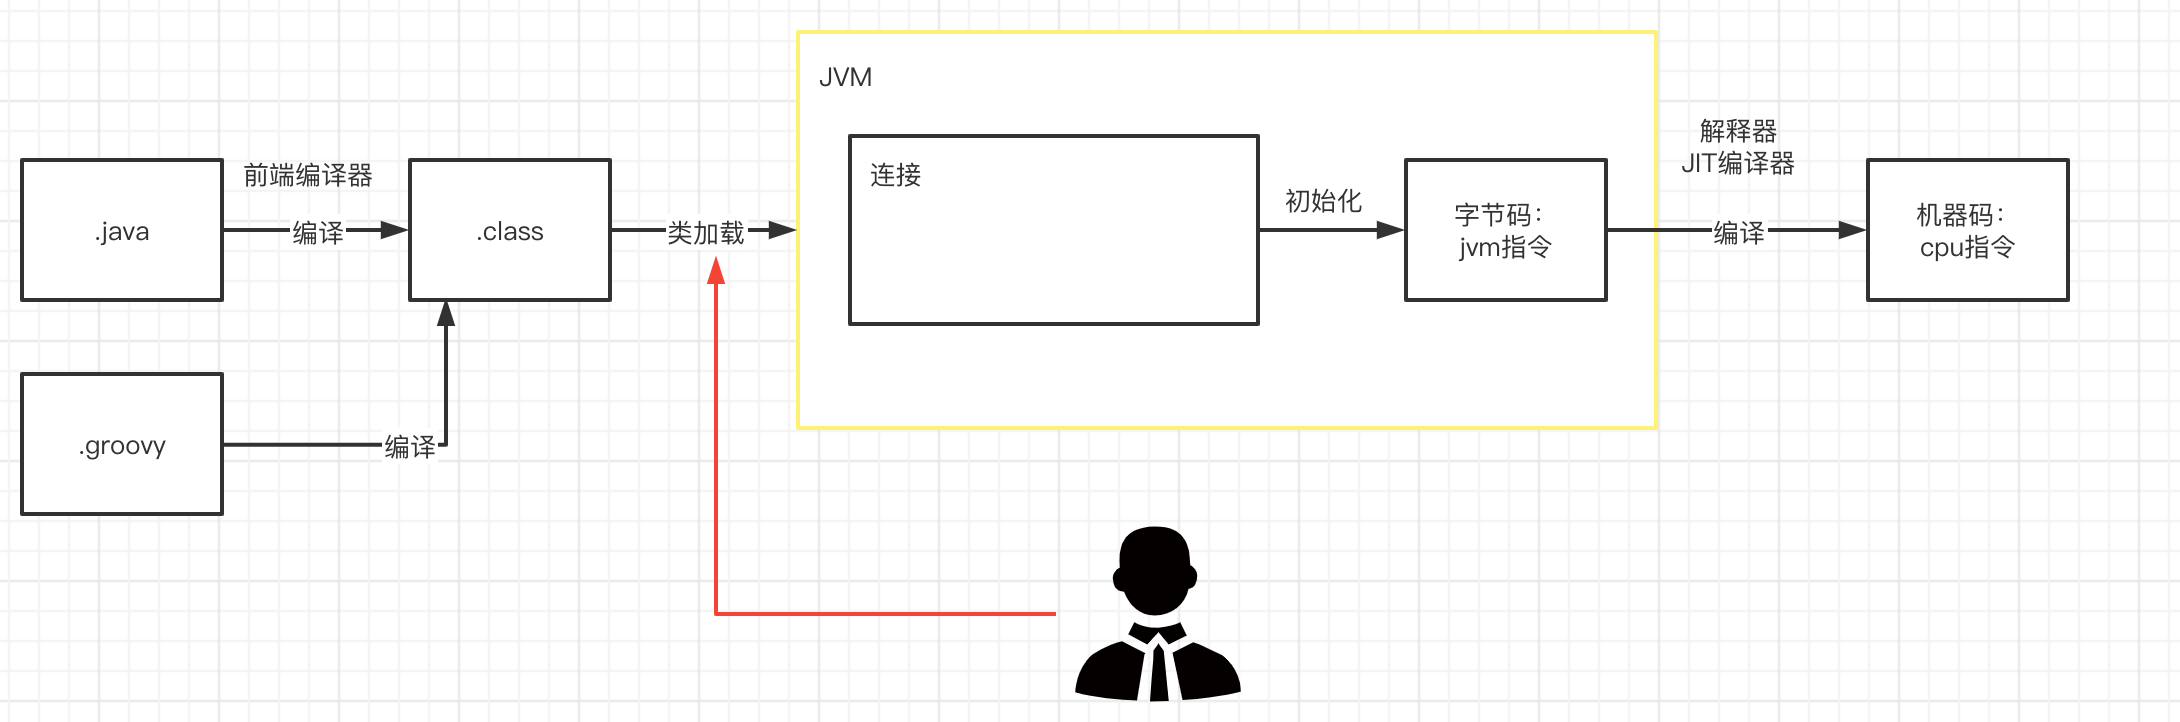 JVM
解释器
JIT编译器
前端编译器
连接
初始化
.java
编译
.class
类加载
字节码：
jvm指令
编译
机器码：
cpu指令
.groovy
编译